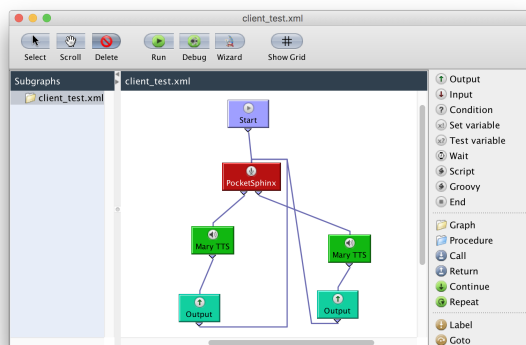 client_test.xml
Select Scroll Delete Run Debug Wizard Show Grid
Subgraphs
client_test.xml
client_test.xml
Start
PocketSphinx
Mary TTS
Mary TTS
Output
Output
Output
Input
Condition
Set variable
Test variable
Wait
Script
Groovy
End
Graph
Procedure
Call
Return
Continue
Repeat
Label
Goto